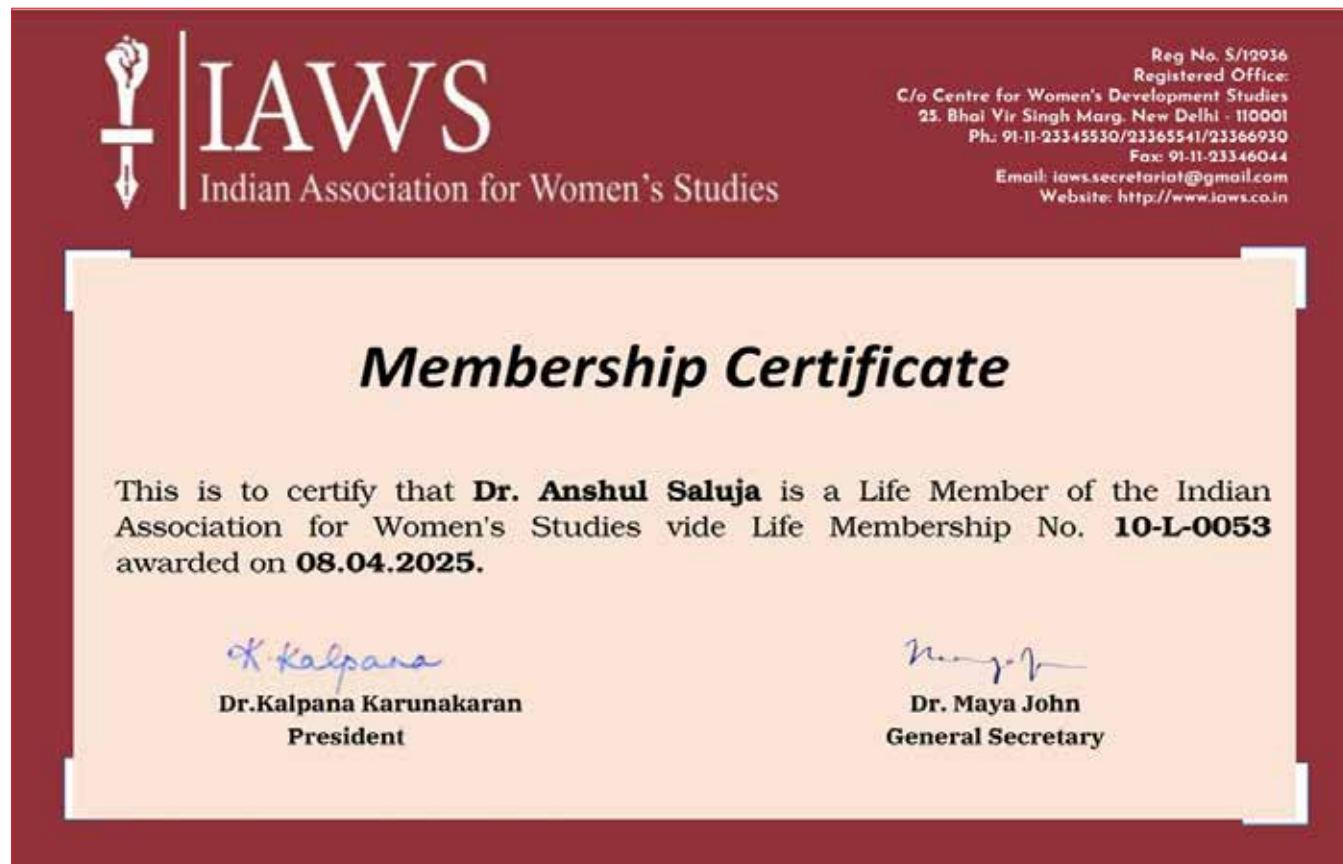 IAWS
Indian Association for Women's Studies
Reg No. S/12936
Registered Office:
C/o Centre for Women's Development Studies
25. Bhai Vir Singh Marg. New Delhi - 110001
Ph.: 91-11-23345530/23365541/23366930
Fax: 91-11-23346044
Email: iaws.secretariat@gmail.com
Website: http://www.iaws.co.in
Membership Certificate
This is to certify that Dr. Anshul Saluja is a Life Member of the Indian
Association for Women's Studies vide Life Membership No. 10-L-0053
awarded on 08.04.2025.
K. Kalpana
Dr.Kalpana Karunakaran
President
Dr. Maya John
General Secretary